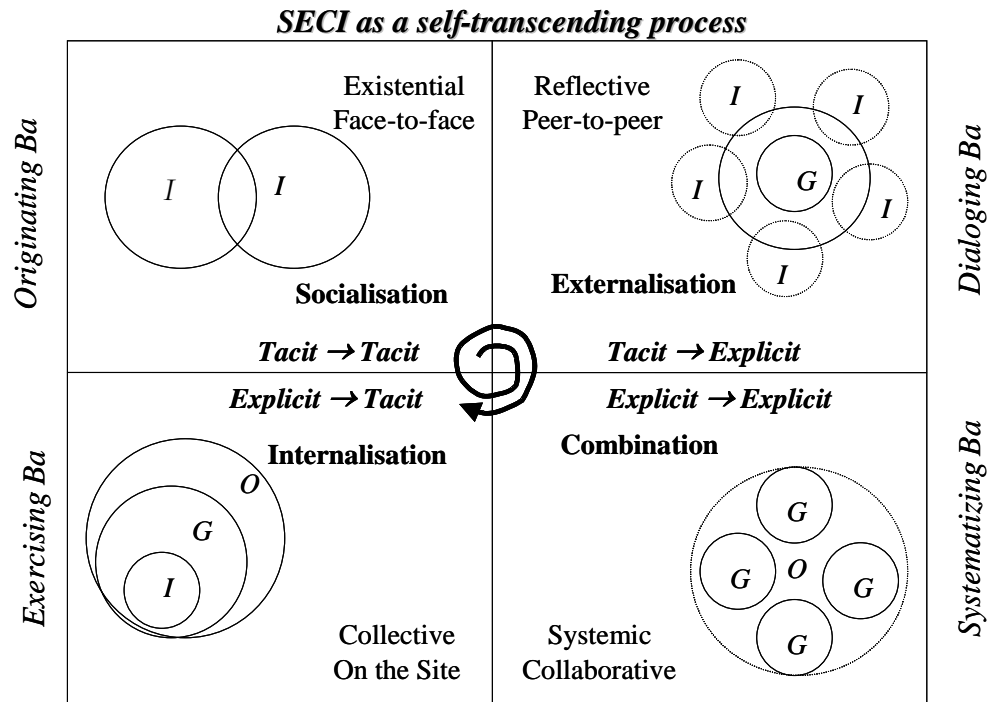 SECI as a self-transcending process
Originating Ba
Existential
Face-to-face
I
I
Socialisation
Tacit → Tacit
Reflective
Peer-to-peer
I
I
I
G
I
I
Externalisation
Tacit → Explicit
Dialoging Ba
Exercising Ba
Explicit → Tacit
Internalisation
O
G
I
Collective
On the Site
Explicit → Explicit
Combination
G
G
O
G
G
Systemic
Collaborative
Systematizing Ba